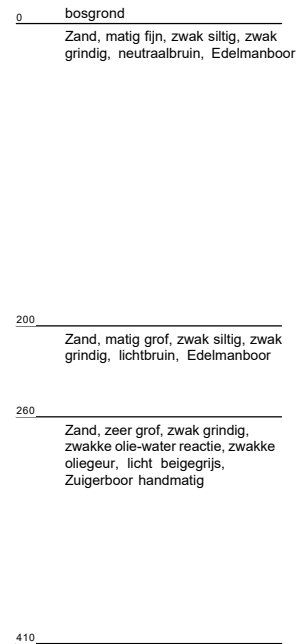 0 bosgrond
Zand, matig fijn, zwak siltig, zwak
grindig, neutraalbruin, Edelmanboor
200
Zand, matig grof, zwak siltig, zwak
grindig, lichtbruin, Edelmanboor
260
Zand, zeer grof, zwak grindig,
zwakke olie-water reactie, zwakke
oliegeur, licht beigegrijs,
Zuigerboor handmatig
410